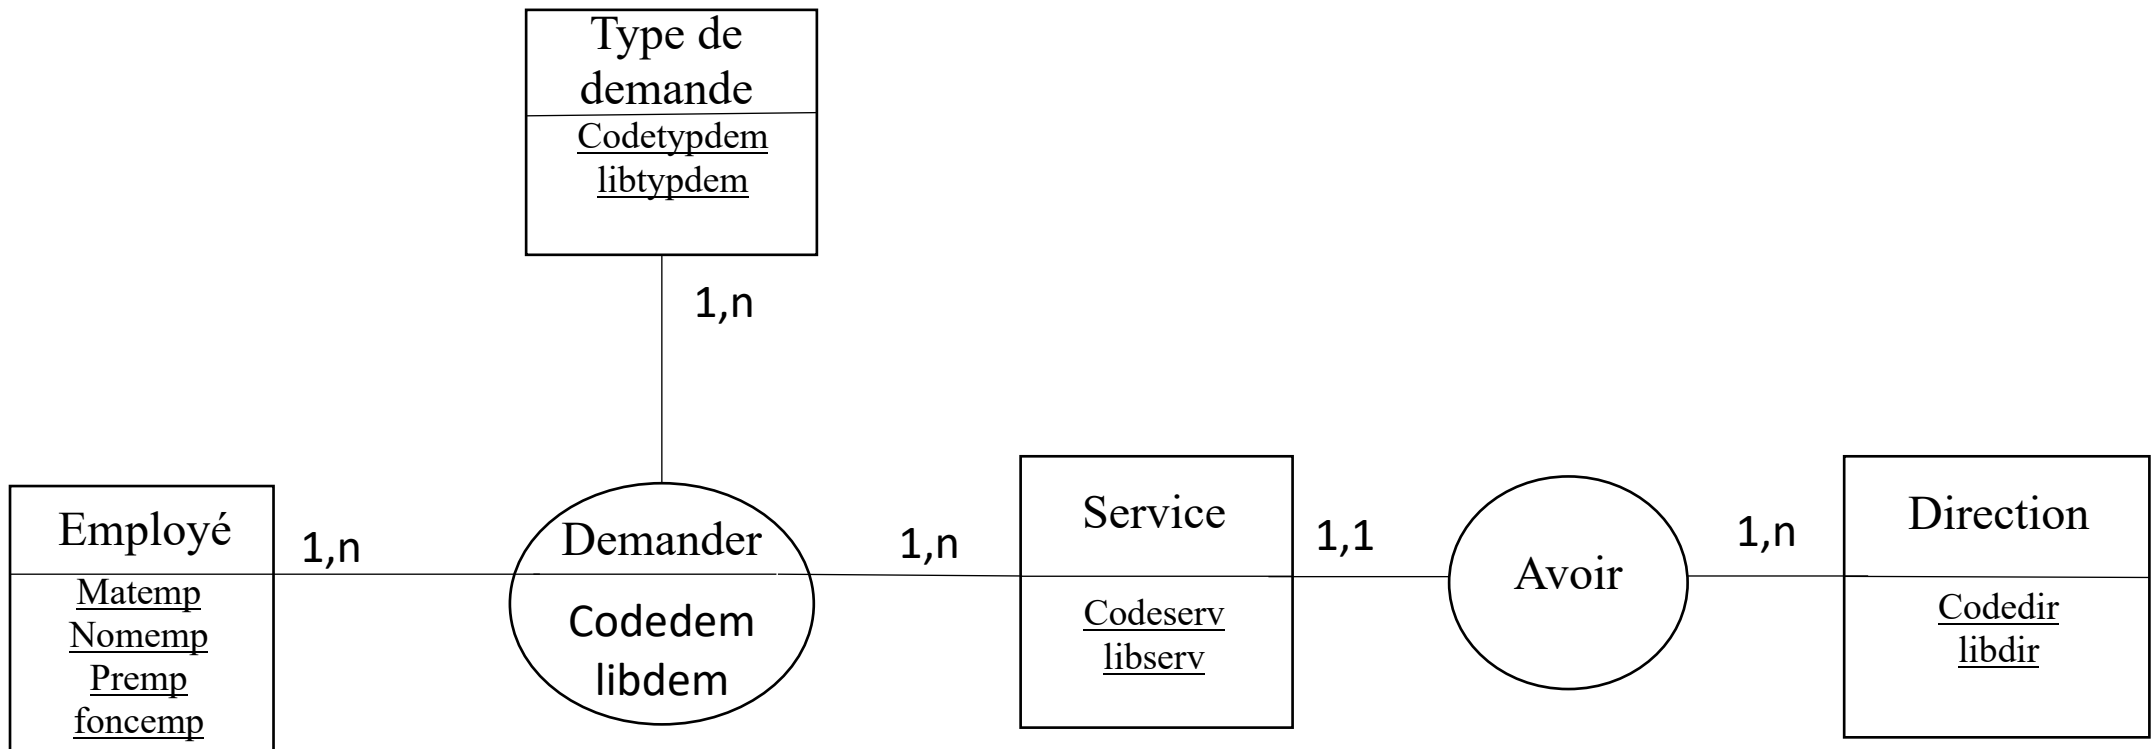 Type de
demande
Codetypdem
libtypdem
1,n
Employé
Matemp
Nomemp
Premp
foncemp
1,n
Demander
Codedem
libdem
1,n
Service
Codeserv
libserv
1,1
Avoir
1,n
Direction
Codedir
libdir